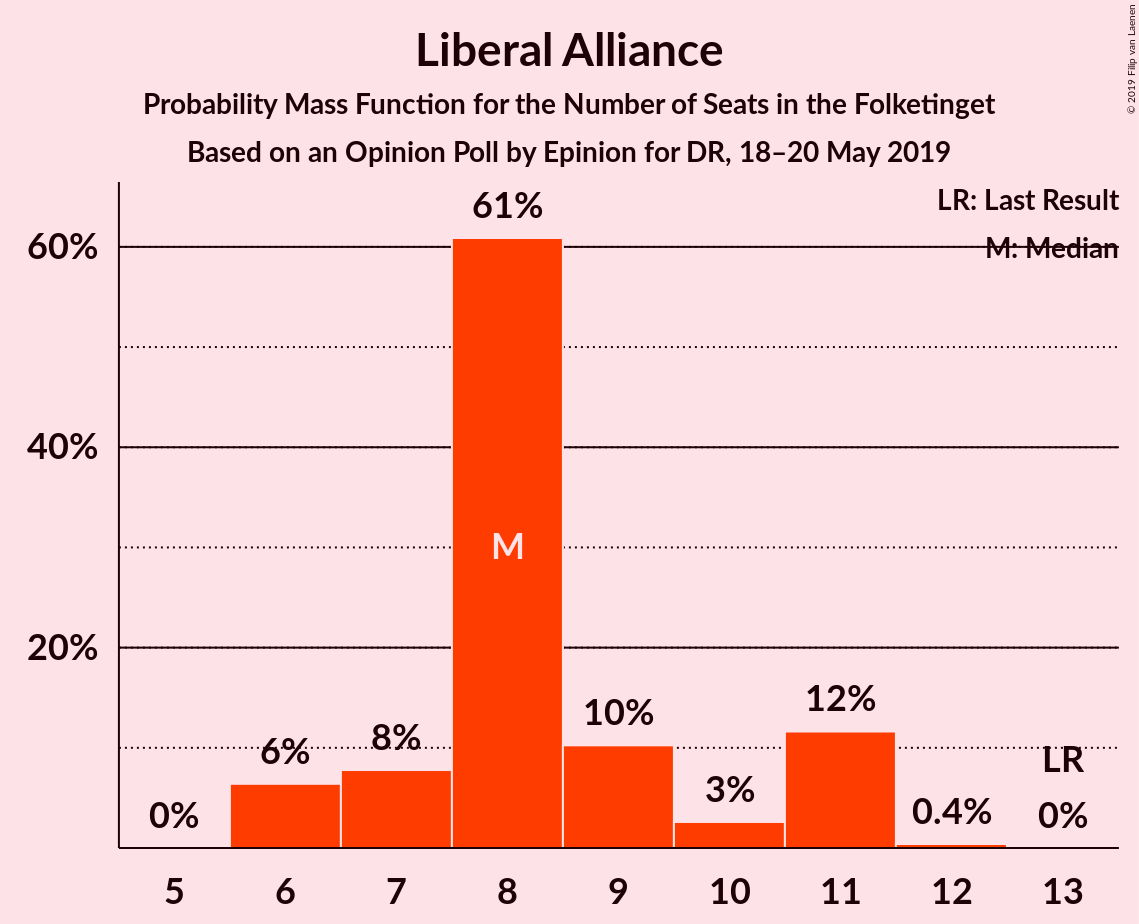 Liberal Alliance
Probability Mass Function for the Number of Seats in the Folketinget
Based on an Opinion Poll by Epinion for DR, 18–20 May 2019
© 2019 Filip van Laenen
LR: Last Result
M: Median
60%
40%
20%
0%
6%
8%
61%
M
10%
3%
12%
0.4%
LR
0%
5 6 7 8 9 10 11 12 13